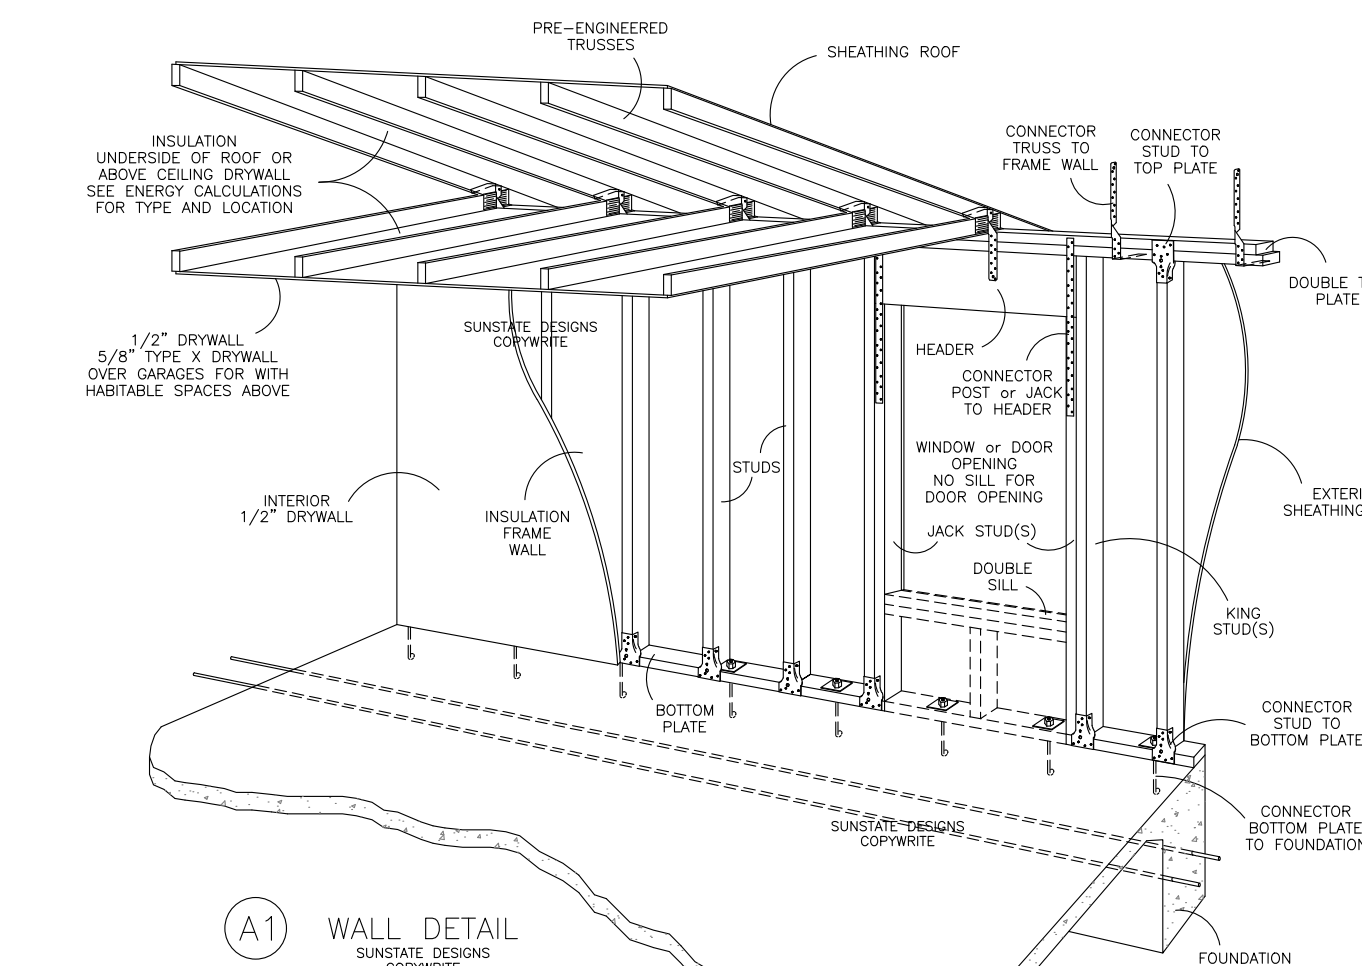 PRE-ENGINEERED
TRUSSES
SHEATHING ROOF
INSULATION
UNDERSIDE OF ROOF OR
ABOVE CEILING DRYWALL
SEE ENERGY CALCULATIONS
FOR TYPE AND LOCATION
CONNECTOR
TRUSS TO
FRAME WALL
CONNECTOR
STUD TO
TOP PLATE
DOUBLE T
PLATE
1/2" DRYWALL
5/8" TYPE X DRYWALL
OVER GARAGES FOR WITH
HABITABLE SPACES ABOVE
SUNSTATE DESIGNS
COPYWRITE
HEADER
CONNECTOR
POST or JACK
TO HEADER
WINDOW or DOOR
OPENING
NO SILL FOR
DOOR OPENING
STUDS
INTERIOR
1/2" DRYWALL
INSULATION
FRAME
WALL
EXTERI
SHEATHING
JACK STUD(S)
DOUBLE
SILL
KING
STUD(S)
BOTTOM
PLATE
CONNECTOR
STUD TO
BOTTOM PLATE
CONNECTOR
BOTTOM PLATE
TO FOUNDATION
SUNSTATE DESIGNS
COPYWRITE
A1
WALL DETAIL
SUNSTATE DESIGNS
COPYWRITE
FOUNDATION